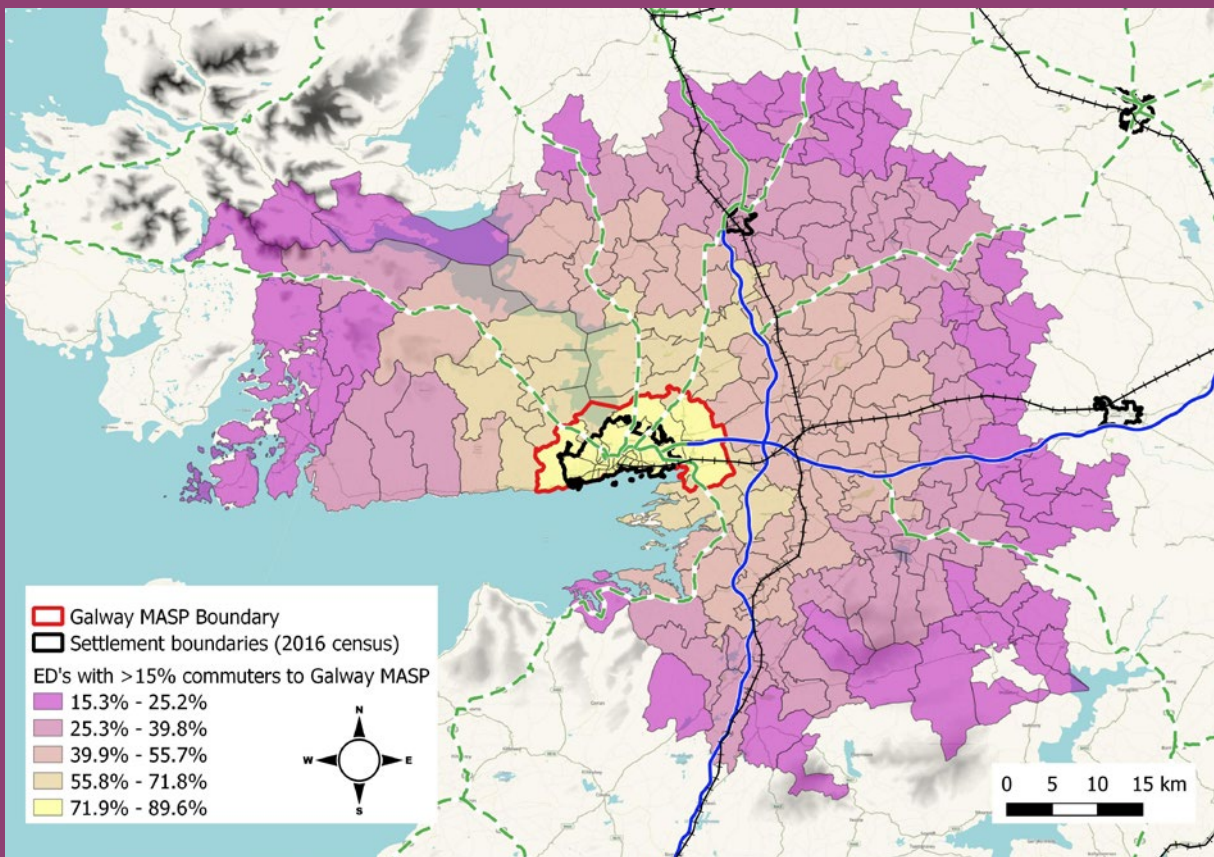 Galway MASP Boundary
Settlement boundaries (2016 census)
ED's with >15% commuters to Galway MASP
15.3% - 25.2%
25.3% - 39.8%
39.9% - 55.7%
55.8% - 71.8%
71.9% - 89.6%
N
W E
S
0 5 10 15 km